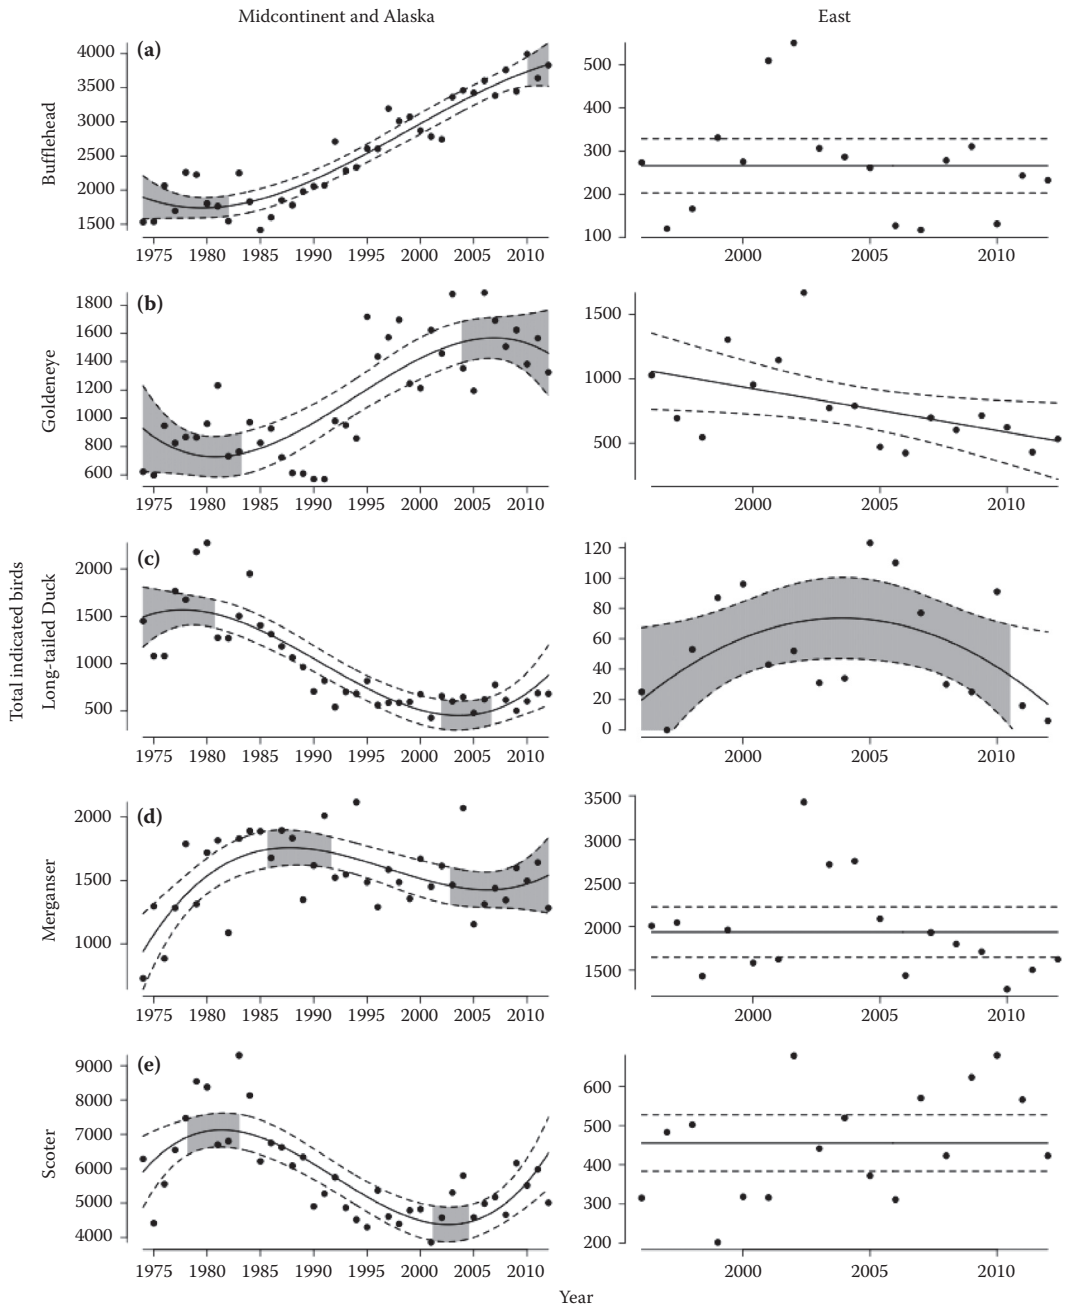 Midcontinent and Alaska East
(a)
Bufflehead
4000
3500
3000
2500
2000
1500
1975 1980 1985 1990 1995 2000 2005 2010
500
400
300
200
100
2000 2005 2010
(b)
Goldeneye
1800
1600
1400
1200
1000
800
600
1975 1980 1985 1990 1995 2000 2005 2010
1500
1000
500
2000 2005 2010
(c)
Total indicated birds
Long-tailed Duck
2000
1500
1000
500
1975 1980 1985 1990 1995 2000 2005 2010
120
100
80
60
40
20
0
2000 2005 2010
(d)
Merganser
2000
1500
1000
1975 1980 1985 1990 1995 2000 2005 2010
3500
3000
2500
2000
1500
2000 2005 2010
(e)
Scoter
9000
8000
7000
6000
5000
4000
1975 1980 1985 1990 1995 2000 2005 2010
600
500
400
300
200
2000 2005 2010
Year